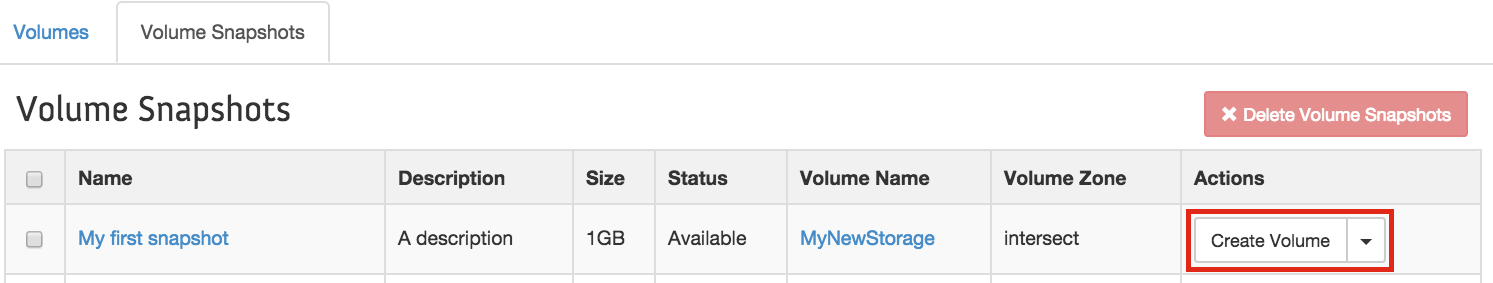 Volumes Volume Snapshots
Volume Snapshots
✖ Delete Volume Snapshots
Name Description Size Status Volume Name Volume Zone Actions
My first snapshot A description 1GB Available MyNewStorage intersect Create Volume